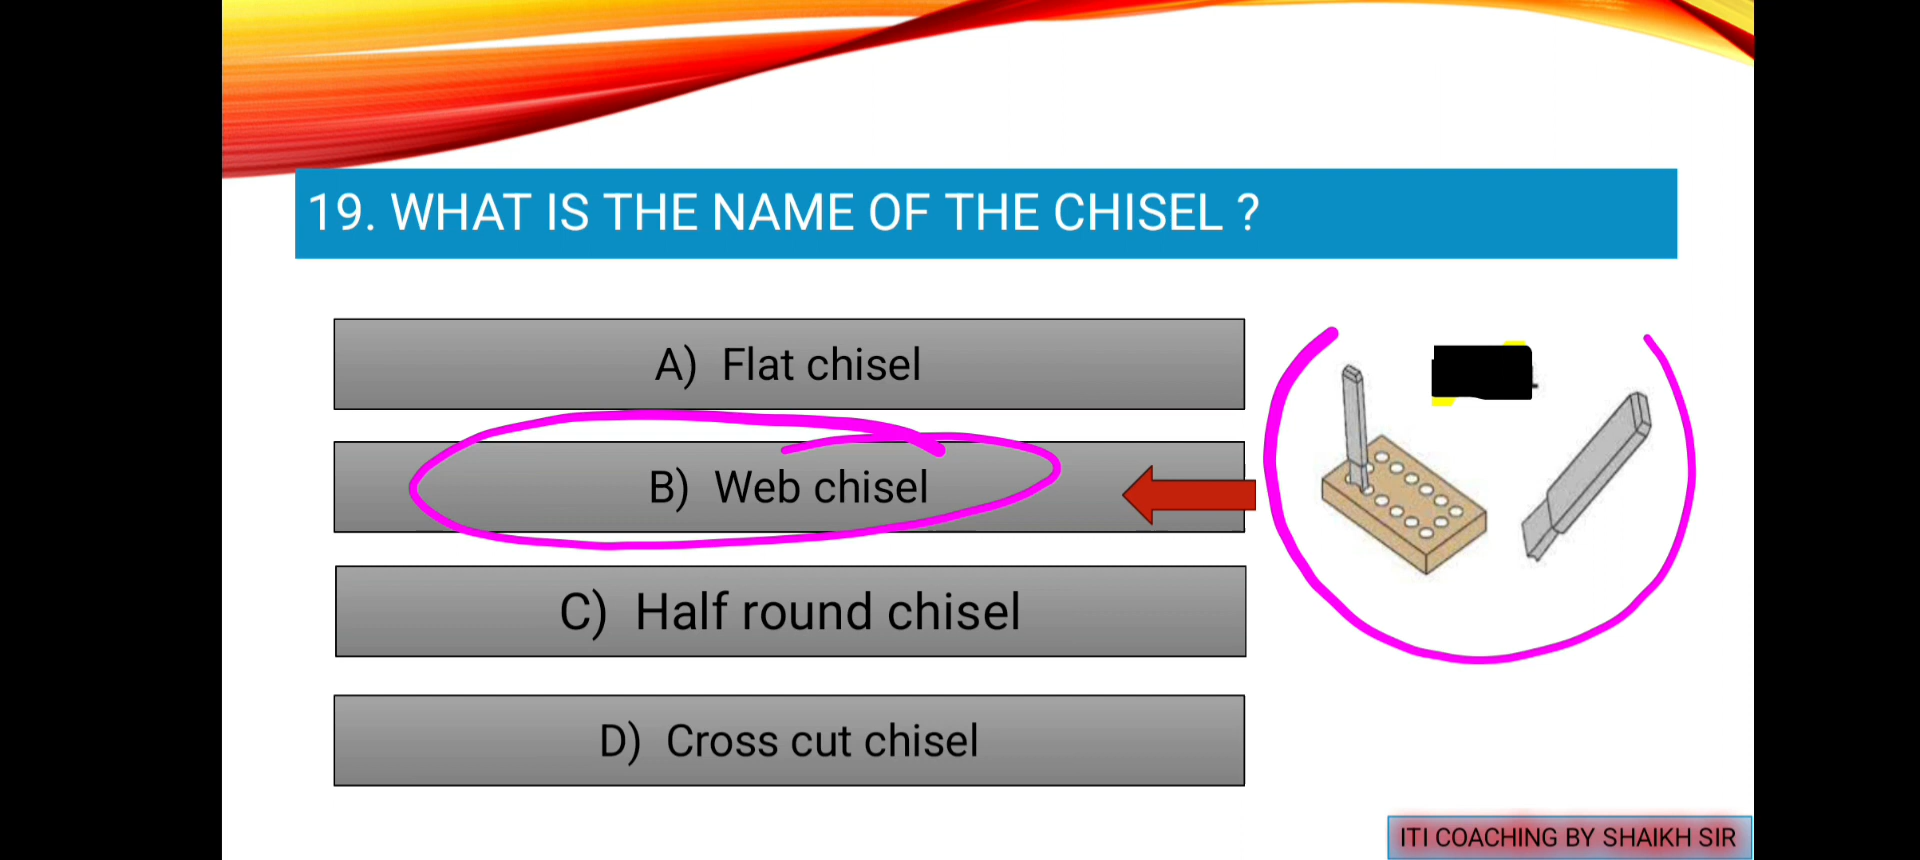 19. WHAT IS THE NAME OF THE CHISEL ?
A) Flat chisel
B) Web chisel
C) Half round chisel
D) Cross cut chisel
ITI COACHING BY SHAIKH SIR